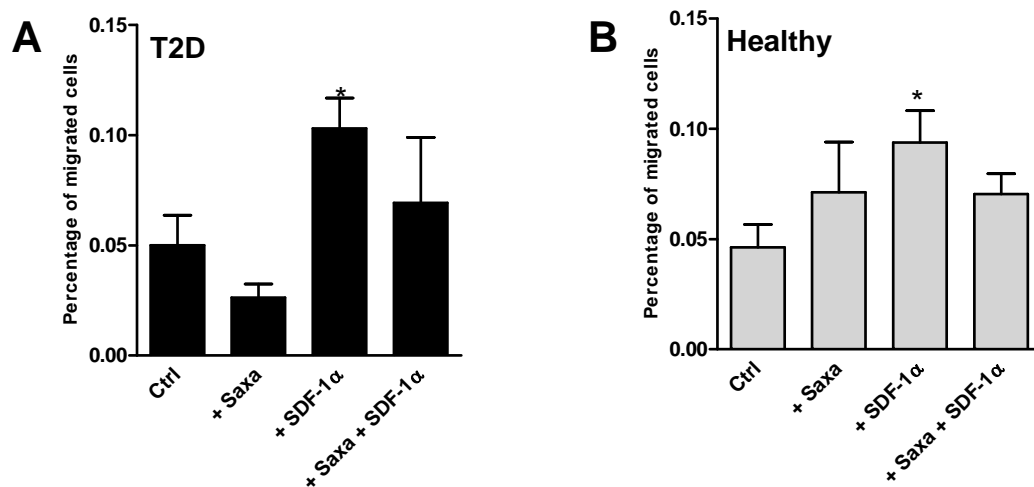 A
T2D
Percentage of migrated cells
0.15
0.10
0.05
0.00
*
Ctrl
+ Saxa
+ SDF-1α
+ Saxa + SDF-1α
B
Healthy
Percentage of migrated cells
0.15
0.10
0.05
0.00
*
Ctrl
+ Saxa
+ SDF-1α
+ Saxa + SDF-1α